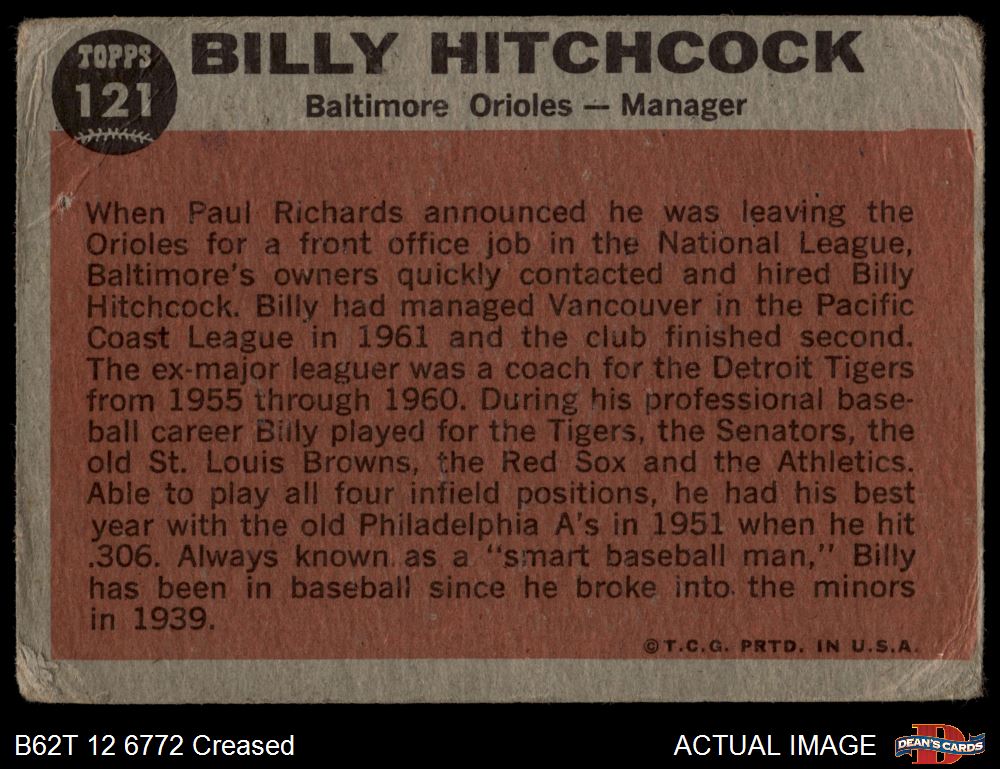 TOPPS
121
BILLY HITCHCOCK
Baltimore Orioles — Manager
When Paul Richards announced he was leaving the
Orioles for a front office job in the National League,
Baltimore's owners quickly contacted and hired Billy
Hitchcock. Billy had managed Vancouver in the Pacific
Coast League in 1961 and the club finished second.
The ex-major leaguer was a coach for the Detroit Tigers
from 1955 through 1960. During his professional base-
ball career Billy played for the Tigers, the Senators, the
old St. Louis Browns, the Red Sox and the Athletics.
Able to play all four infield positions, he had his best
year with the old Philadelphia A's in 1951 when he hit
.306. Always known as a "smart baseball man," Billy
has been in baseball since he broke into the minors
in 1939.
©T.C.G. PRTD. IN U.S.A.
B62T 12 6772 Creased
ACTUAL IMAGE
D
DEAN'S CARDS